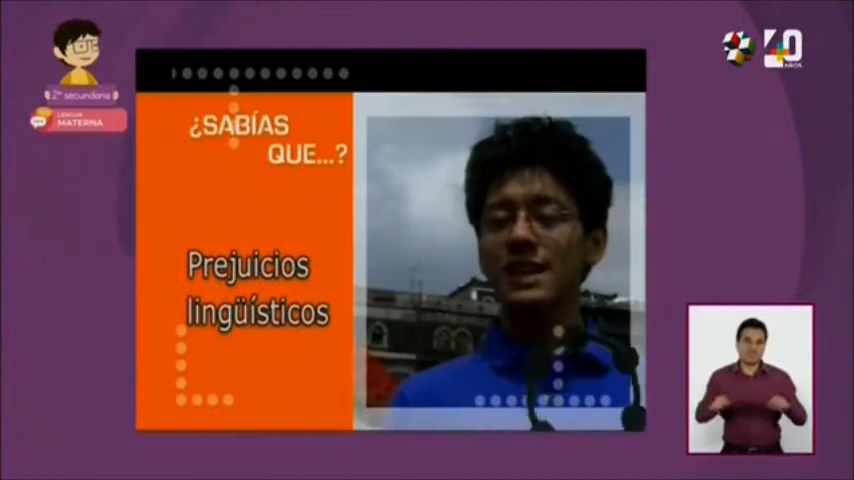 2° secundaria
LENGUA
MATERNA
40
AÑOS
¿SABÍAS
QUE...?
Prejuicios
lingüísticos